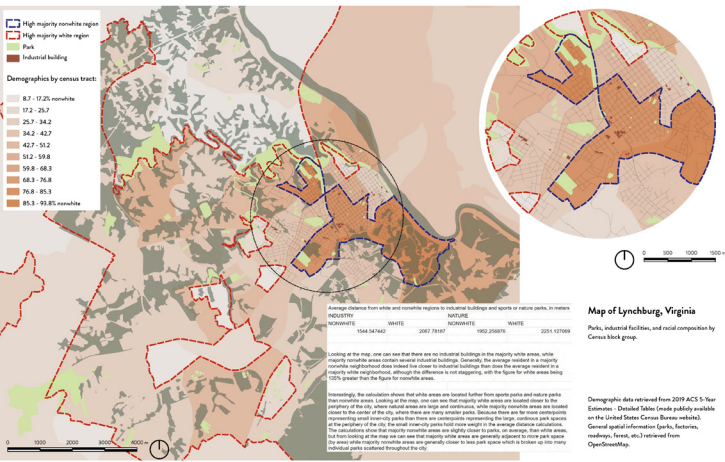 High majority nonwhite region
High majority white region
Park
Industrial building
Demographics by census tract:
8.7 - 17.2% nonwhite
17.2 - 25.7
25.7 - 34.2
34.2 - 42.7
42.7 - 51.2
51.2 - 59.8
59.8 - 68.3
68.3 - 76.8
76.8 - 85.3
85.3 - 93.8% nonwhite
0 500 1000 1500 m
Map of Lynchburg, Virginia
Parks, industrial facilities, and racial composition by
Census block group.
Average distance from white and nonwhite regions to industrial buildings and sports or nature parks, in meters
INDUSTRY NATURE
NONWHITE WHITE NONWHITE WHITE
1544.547442 2087.78187 1952.256876 2251.127089
Looking at the map, one can see that there are no industrial buildings in the majority white areas, while
majority nonwhite areas contain several industrial buildings. Generally, the average resident in a majority
nonwhite neighborhood does indeed live closer to industrial buildings than does the average resident in a
majority white neighborhood, although the difference is not staggering, with the figure for white areas being
135% greater than the figure for nonwhite areas.
Interestingly, the calculation shows that white areas are located further from sports parks and nature parks
than nonwhite areas. Looking at the map, one can see that majority white areas are located closer to the
periphery of the city, where natural areas are large and continuous, while majority nonwhite areas are located
closer to the center of the city, where there are many smaller parks. Because there are far more centerpoints
representing small inner-city parks than there are centerpoints representing the large, continous park spaces
at the periphery of the city, the small inner-city parks hold more weight in the average distance calculations.
The calculations show that majority nonwhite areas are slightly closer to parks, on average, than white areas,
but from looking at the map we can see that majority white areas are generally adjacent to more park space
(by area) while majority nonwhite areas are generally closer to less park space which is broken up into many
individual parks scattered throughout the city.
Demographic data retrieved from 2019 ACS 5-Year
Estimates - Detailed Tables (made publicly available
on the United States Census Bureau website).
General spatial information (parks, factories,
roadways, forest, etc.) retrieved from
OpenStreetMap.
0 1000 2000 3000 4000 m